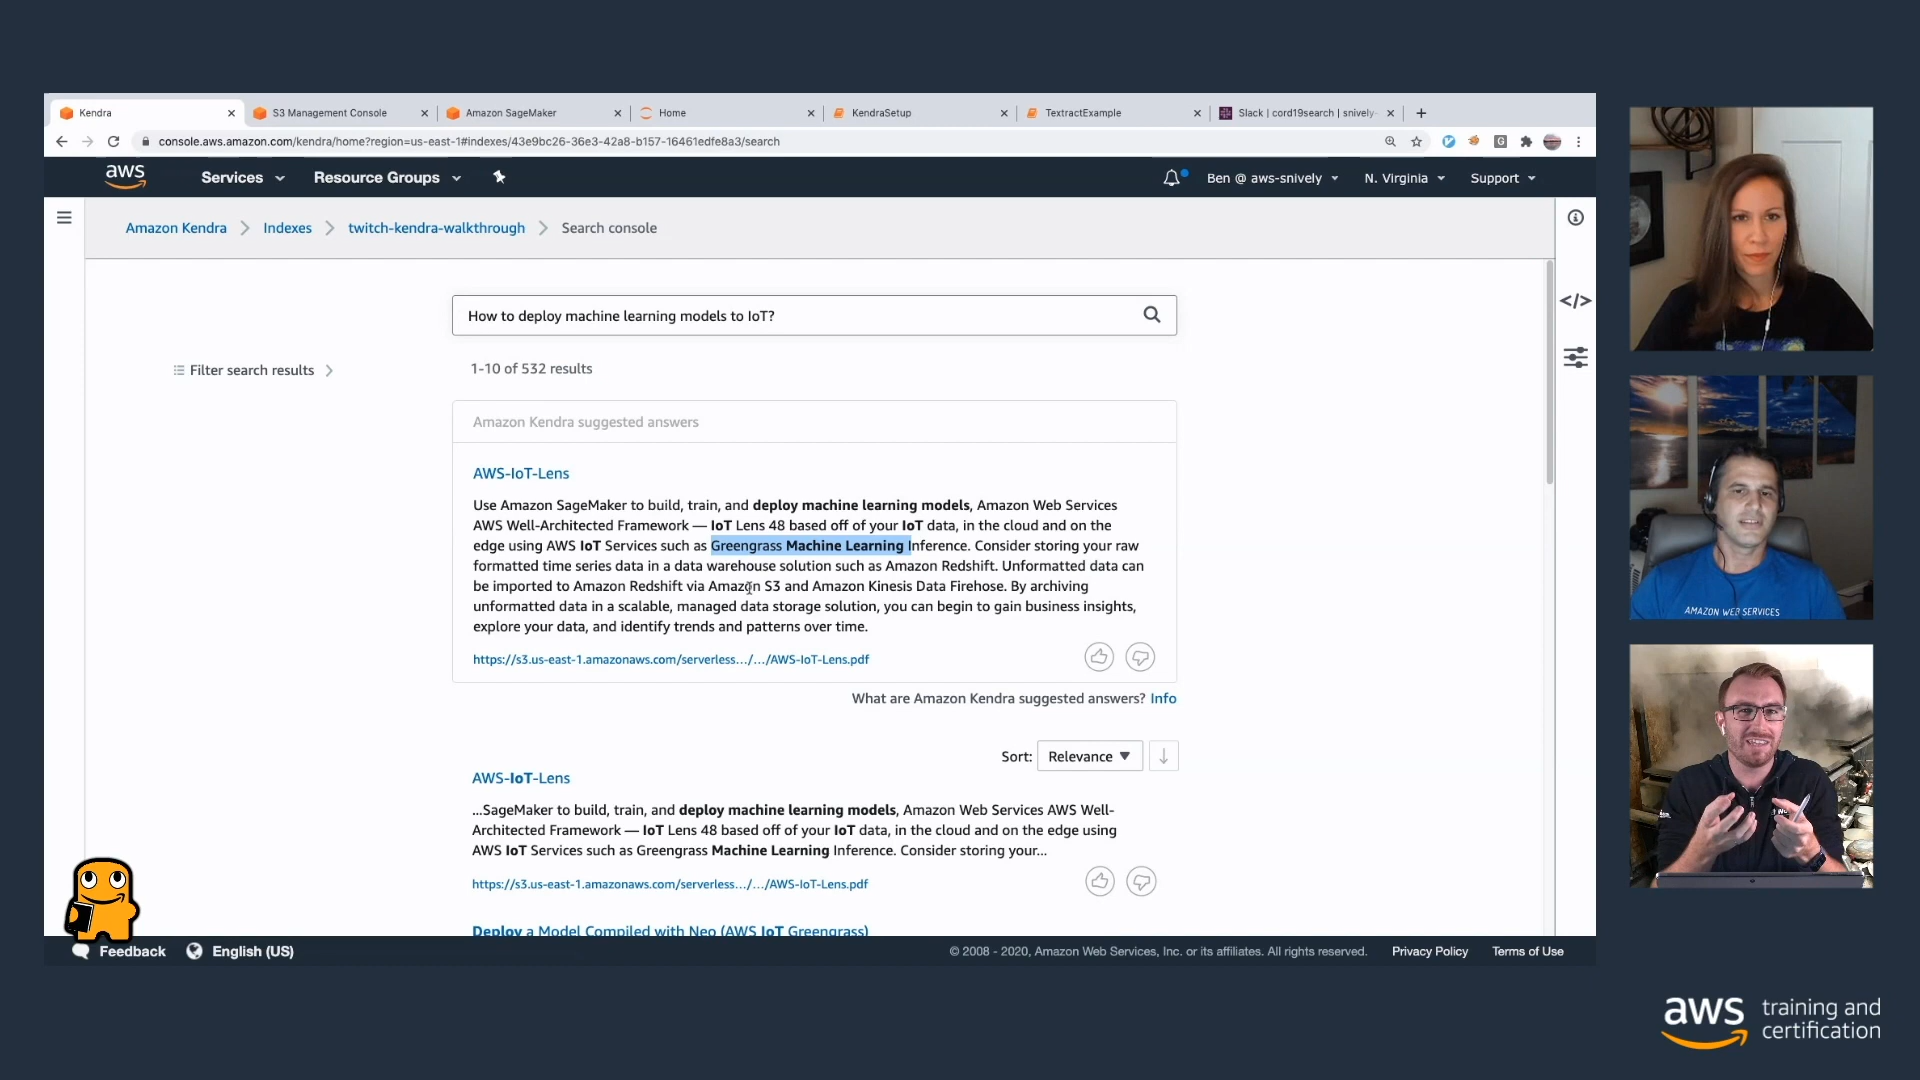 Kendra
S3 Management Console
Amazon SageMaker
Home
KendraSetup
TextractExample
Slack | cord19search | snively-
console.aws.amazon.com/kendra/home?region=us-east-1#indexes/43e9bc26-36e3-42a8-b157-16461edfe8a3/search
aws
Services
Resource Groups
Ben @ aws-snively
N. Virginia
Support
Amazon Kendra
Indexes
twitch-kendra-walkthrough
Search console
How to deploy machine learning models to IoT?
Filter search results
1-10 of 532 results
Amazon Kendra suggested answers
AWS-IoT-Lens
Use Amazon SageMaker to build, train, and deploy machine learning models, Amazon Web Services
AWS Well-Architected Framework — IoT Lens 48 based off of your IoT data, in the cloud and on the
edge using AWS IoT Services such as Greengrass Machine Learning Inference. Consider storing your raw
formatted time series data in a data warehouse solution such as Amazon Redshift. Unformatted data can
be imported to Amazon Redshift via Amazon S3 and Amazon Kinesis Data Firehose. By archiving
unformatted data in a scalable, managed data storage solution, you can begin to gain business insights,
explore your data, and identify trends and patterns over time.
https://s3.us-east-1.amazonaws.com/serverless.../.../AWS-IoT-Lens.pdf
What are Amazon Kendra suggested answers? Info
Sort: Relevance
AWS-IoT-Lens
...SageMaker to build, train, and deploy machine learning models, Amazon Web Services AWS Well-
Architected Framework — IoT Lens 48 based off of your IoT data, in the cloud and on the edge using
AWS IoT Services such as Greengrass Machine Learning Inference. Consider storing your...
https://s3.us-east-1.amazonaws.com/serverless.../.../AWS-IoT-Lens.pdf
Deploy a Model Compiled with Neo (AWS IoT Greengrass)
Feedback
English (US)
© 2008 - 2020, Amazon Web Services, Inc. or its affiliates. All rights reserved.
Privacy Policy
Terms of Use
AMAZON WEB SERVICES
aws training and
certification